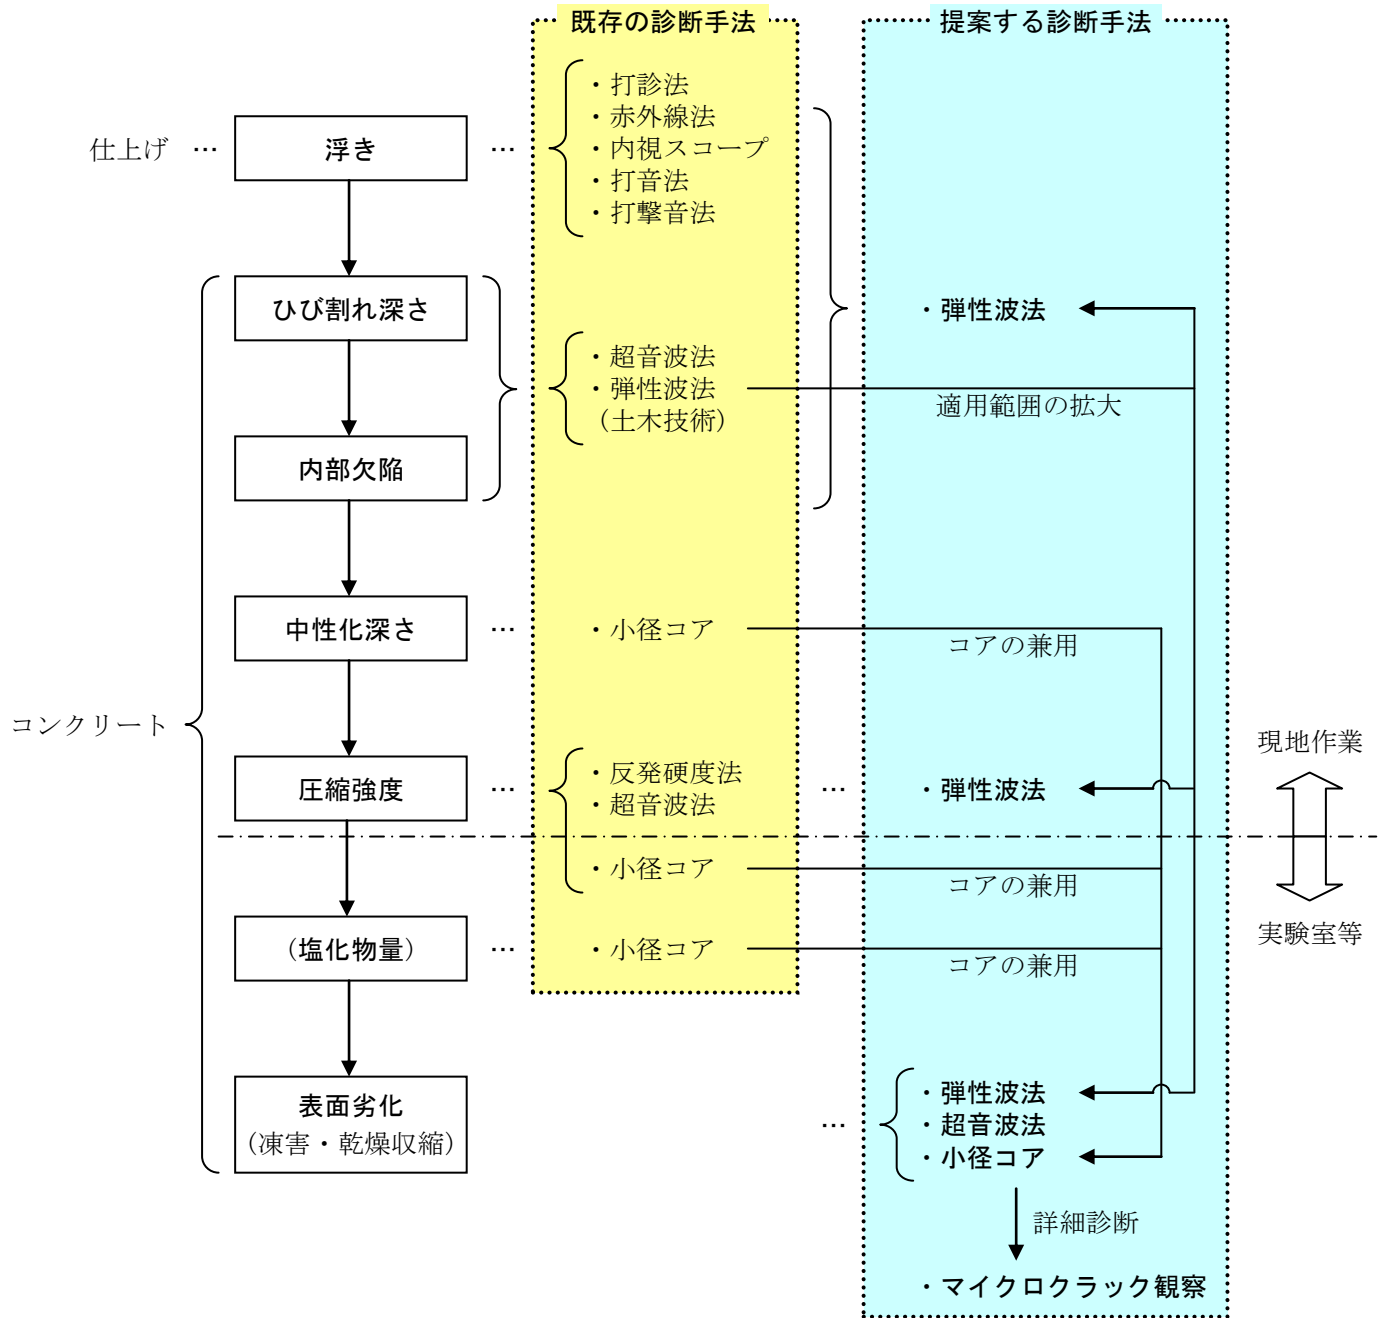 既存の診断手法
提案する診断手法
仕上げ
…
浮き
…
・打診法
・赤外線法
・内視スコープ
・打音法
・打撃音法
コンクリート
ひび割れ深さ
内部欠陥
・超音波法
・弾性波法
（土木技術）
・弾性波法
適用範囲の拡大
中性化深さ
…
・小径コア
コアの兼用
圧縮強度
…
・反発硬度法
・超音波法
・小径コア
…
・弾性波法
コアの兼用
現地作業
実験室等
（塩化物量）
…
・小径コア
コアの兼用
表面劣化
（凍害・乾燥収縮）
…
・弾性波法
・超音波法
・小径コア
詳細診断
・マイクロクラック観察